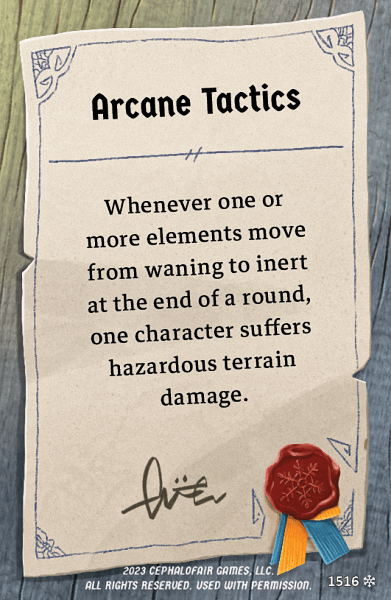 Arcane Tactics
Whenever one or
more elements move
from waning to inert
at the end of a round,
one character suffers
hazardous terrain
damage.
2023 CEPHALOFAIR GAMES, LLC.
ALL RIGHTS RESERVED. USED WITH PERMISSION.
1516